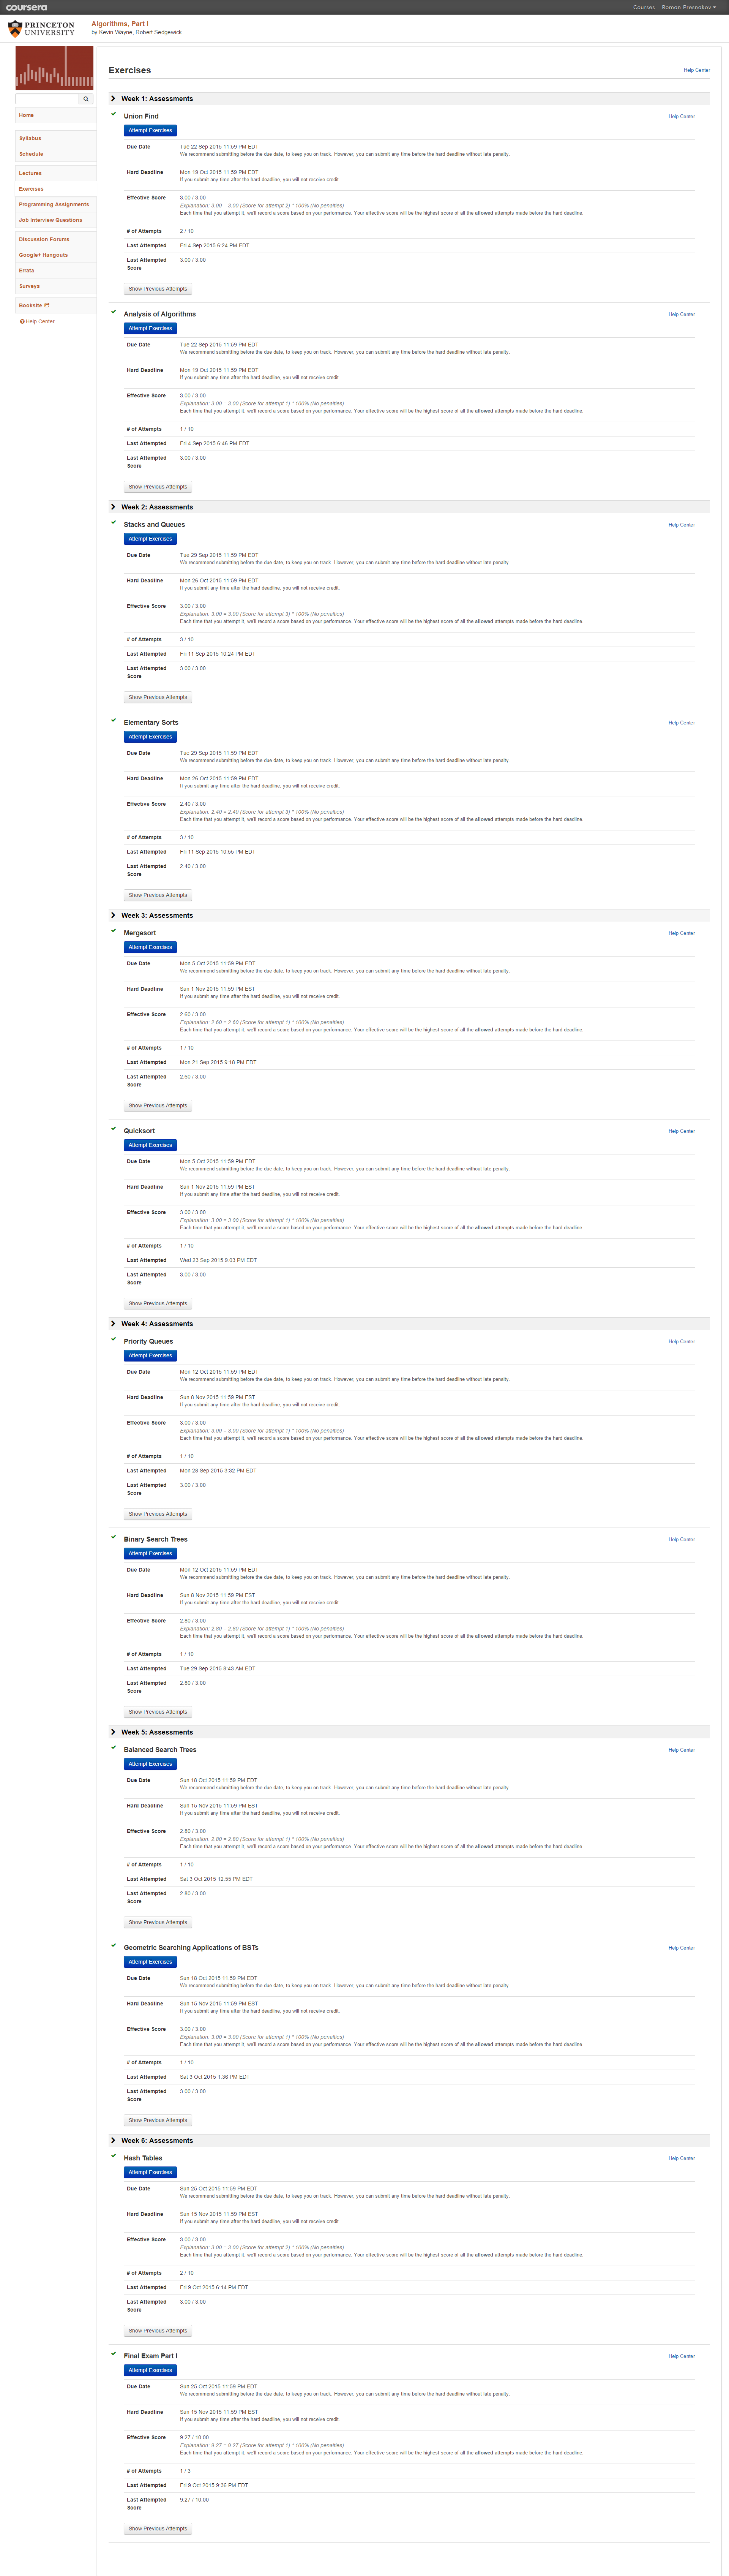 coursera
Courses Roman Presnakov
PRINCETON UNIVERSITY
Algorithms, Part I
by Kevin Wayne, Robert Sedgewick
Home
Syllabus
Schedule
Lectures
Exercises
Programming Assignments
Job Interview Questions
Discussion Forums
Google+ Hangouts
Errata
Surveys
Booksite
Help Center
Exercises Help Center
Week 1: Assessments
Union Find Help Center
Attempt Exercises
Due Date Tue 22 Sep 2015 11:59 PM EDT
We recommend submitting before the due date, to keep you on track. However, you can submit any time before the hard deadline without late penalty.
Hard Deadline Mon 19 Oct 2015 11:59 PM EDT
If you submit any time after the hard deadline, you will not receive credit.
Effective Score 3.00 / 3.00
Explanation: 3.00 = 3.00 (Score for attempt 2) * 100% (No penalties)
Each time that you attempt it, we'll record a score based on your performance. Your effective score will be the highest score of all the allowed attempts made before the hard deadline.
# of Attempts 2 / 10
Last Attempted Fri 4 Sep 2015 6:24 PM EDT
Last Attempted Score 3.00 / 3.00
Show Previous Attempts
Analysis of Algorithms Help Center
Attempt Exercises
Due Date Tue 22 Sep 2015 11:59 PM EDT
We recommend submitting before the due date, to keep you on track. However, you can submit any time before the hard deadline without late penalty.
Hard Deadline Mon 19 Oct 2015 11:59 PM EDT
If you submit any time after the hard deadline, you will not receive credit.
Effective Score 3.00 / 3.00
Explanation: 3.00 = 3.00 (Score for attempt 1) * 100% (No penalties)
Each time that you attempt it, we'll record a score based on your performance. Your effective score will be the highest score of all the allowed attempts made before the hard deadline.
# of Attempts 1 / 10
Last Attempted Fri 4 Sep 2015 6:46 PM EDT
Last Attempted Score 3.00 / 3.00
Show Previous Attempts
Week 2: Assessments
Stacks and Queues Help Center
Attempt Exercises
Due Date Tue 29 Sep 2015 11:59 PM EDT
We recommend submitting before the due date, to keep you on track. However, you can submit any time before the hard deadline without late penalty.
Hard Deadline Mon 26 Oct 2015 11:59 PM EDT
If you submit any time after the hard deadline, you will not receive credit.
Effective Score 3.00 / 3.00
Explanation: 3.00 = 3.00 (Score for attempt 3) * 100% (No penalties)
Each time that you attempt it, we'll record a score based on your performance. Your effective score will be the highest score of all the allowed attempts made before the hard deadline.
# of Attempts 3 / 10
Last Attempted Fri 11 Sep 2015 10:24 PM EDT
Last Attempted Score 3.00 / 3.00
Show Previous Attempts
Elementary Sorts Help Center
Attempt Exercises
Due Date Tue 29 Sep 2015 11:59 PM EDT
We recommend submitting before the due date, to keep you on track. However, you can submit any time before the hard deadline without late penalty.
Hard Deadline Mon 26 Oct 2015 11:59 PM EDT
If you submit any time after the hard deadline, you will not receive credit.
Effective Score 2.40 / 3.00
Explanation: 2.40 = 2.40 (Score for attempt 3) * 100% (No penalties)
Each time that you attempt it, we'll record a score based on your performance. Your effective score will be the highest score of all the allowed attempts made before the hard deadline.
# of Attempts 3 / 10
Last Attempted Fri 11 Sep 2015 10:55 PM EDT
Last Attempted Score 2.40 / 3.00
Show Previous Attempts
Week 3: Assessments
Mergesort Help Center
Attempt Exercises
Due Date Mon 5 Oct 2015 11:59 PM EDT
We recommend submitting before the due date, to keep you on track. However, you can submit any time before the hard deadline without late penalty.
Hard Deadline Sun 1 Nov 2015 11:59 PM EST
If you submit any time after the hard deadline, you will not receive credit.
Effective Score 2.60 / 3.00
Explanation: 2.60 = 2.60 (Score for attempt 1) * 100% (No penalties)
Each time that you attempt it, we'll record a score based on your performance. Your effective score will be the highest score of all the allowed attempts made before the hard deadline.
# of Attempts 1 / 10
Last Attempted Mon 21 Sep 2015 9:18 PM EDT
Last Attempted Score 2.60 / 3.00
Show Previous Attempts
Quicksort Help Center
Attempt Exercises
Due Date Mon 5 Oct 2015 11:59 PM EDT
We recommend submitting before the due date, to keep you on track. However, you can submit any time before the hard deadline without late penalty.
Hard Deadline Sun 1 Nov 2015 11:59 PM EST
If you submit any time after the hard deadline, you will not receive credit.
Effective Score 3.00 / 3.00
Explanation: 3.00 = 3.00 (Score for attempt 1) * 100% (No penalties)
Each time that you attempt it, we'll record a score based on your performance. Your effective score will be the highest score of all the allowed attempts made before the hard deadline.
# of Attempts 1 / 10
Last Attempted Wed 23 Sep 2015 9:03 PM EDT
Last Attempted Score 3.00 / 3.00
Show Previous Attempts
Week 4: Assessments
Priority Queues Help Center
Attempt Exercises
Due Date Mon 12 Oct 2015 11:59 PM EDT
We recommend submitting before the due date, to keep you on track. However, you can submit any time before the hard deadline without late penalty.
Hard Deadline Sun 8 Nov 2015 11:59 PM EST
If you submit any time after the hard deadline, you will not receive credit.
Effective Score 3.00 / 3.00
Explanation: 3.00 = 3.00 (Score for attempt 1) * 100% (No penalties)
Each time that you attempt it, we'll record a score based on your performance. Your effective score will be the highest score of all the allowed attempts made before the hard deadline.
# of Attempts 1 / 10
Last Attempted Mon 28 Sep 2015 3:32 PM EDT
Last Attempted Score 3.00 / 3.00
Show Previous Attempts
Binary Search Trees Help Center
Attempt Exercises
Due Date Mon 12 Oct 2015 11:59 PM EDT
We recommend submitting before the due date, to keep you on track. However, you can submit any time before the hard deadline without late penalty.
Hard Deadline Sun 8 Nov 2015 11:59 PM EST
If you submit any time after the hard deadline, you will not receive credit.
Effective Score 2.80 / 3.00
Explanation: 2.80 = 2.80 (Score for attempt 1) * 100% (No penalties)
Each time that you attempt it, we'll record a score based on your performance. Your effective score will be the highest score of all the allowed attempts made before the hard deadline.
# of Attempts 1 / 10
Last Attempted Tue 29 Sep 2015 8:43 AM EDT
Last Attempted Score 2.80 / 3.00
Show Previous Attempts
Week 5: Assessments
Balanced Search Trees Help Center
Attempt Exercises
Due Date Sun 18 Oct 2015 11:59 PM EDT
We recommend submitting before the due date, to keep you on track. However, you can submit any time before the hard deadline without late penalty.
Hard Deadline Sun 15 Nov 2015 11:59 PM EST
If you submit any time after the hard deadline, you will not receive credit.
Effective Score 2.80 / 3.00
Explanation: 2.80 = 2.80 (Score for attempt 1) * 100% (No penalties)
Each time that you attempt it, we'll record a score based on your performance. Your effective score will be the highest score of all the allowed attempts made before the hard deadline.
# of Attempts 1 / 10
Last Attempted Sat 3 Oct 2015 12:55 PM EDT
Last Attempted Score 2.80 / 3.00
Show Previous Attempts
Geometric Searching Applications of BSTs Help Center
Attempt Exercises
Due Date Sun 18 Oct 2015 11:59 PM EDT
We recommend submitting before the due date, to keep you on track. However, you can submit any time before the hard deadline without late penalty.
Hard Deadline Sun 15 Nov 2015 11:59 PM EST
If you submit any time after the hard deadline, you will not receive credit.
Effective Score 3.00 / 3.00
Explanation: 3.00 = 3.00 (Score for attempt 1) * 100% (No penalties)
Each time that you attempt it, we'll record a score based on your performance. Your effective score will be the highest score of all the allowed attempts made before the hard deadline.
# of Attempts 1 / 10
Last Attempted Sat 3 Oct 2015 1:36 PM EDT
Last Attempted Score 3.00 / 3.00
Show Previous Attempts
Week 6: Assessments
Hash Tables Help Center
Attempt Exercises
Due Date Sun 25 Oct 2015 11:59 PM EDT
We recommend submitting before the due date, to keep you on track. However, you can submit any time before the hard deadline without late penalty.
Hard Deadline Sun 15 Nov 2015 11:59 PM EST
If you submit any time after the hard deadline, you will not receive credit.
Effective Score 3.00 / 3.00
Explanation: 3.00 = 3.00 (Score for attempt 2) * 100% (No penalties)
Each time that you attempt it, we'll record a score based on your performance. Your effective score will be the highest score of all the allowed attempts made before the hard deadline.
# of Attempts 2 / 10
Last Attempted Fri 9 Oct 2015 6:14 PM EDT
Last Attempted Score 3.00 / 3.00
Show Previous Attempts
Final Exam Part I Help Center
Attempt Exercises
Due Date Sun 25 Oct 2015 11:59 PM EDT
We recommend submitting before the due date, to keep you on track. However, you can submit any time before the hard deadline without late penalty.
Hard Deadline Sun 15 Nov 2015 11:59 PM EST
If you submit any time after the hard deadline, you will not receive credit.
Effective Score 9.27 / 10.00
Explanation: 9.27 = 9.27 (Score for attempt 1) * 100% (No penalties)
Each time that you attempt it, we'll record a score based on your performance. Your effective score will be the highest score of all the allowed attempts made before the hard deadline.
# of Attempts 1 / 3
Last Attempted Fri 9 Oct 2015 9:36 PM EDT
Last Attempted Score 9.27 / 10.00
Show Previous Attempts